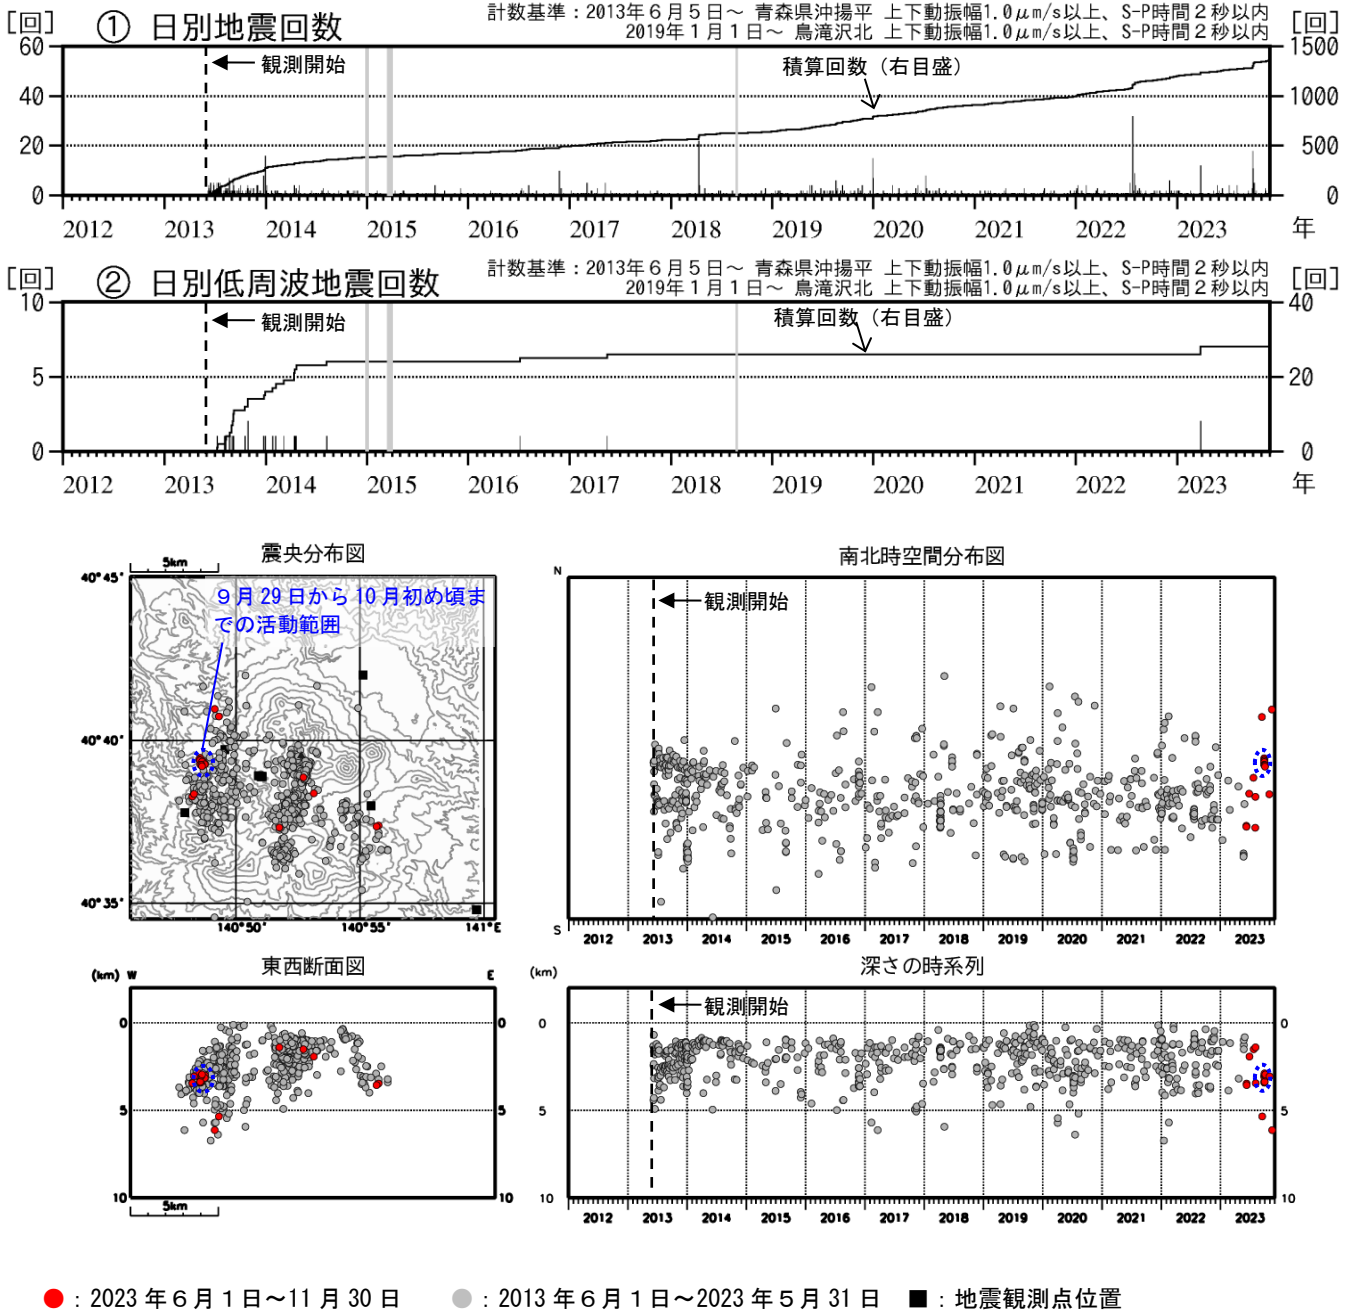 [回] ① 日別地震回数 計数基準：2013年６月５日～ 青森県沖揚平 上下動振幅1.0μm/s以上、S-P時間２秒以内 [回]
2019年１月１日～ 烏滝沢北 上下動振幅1.0μm/s以上、S-P時間２秒以内
60 1500
観測開始 積算回数（右目盛）
40 1000
20 500
0 0
2012 2013 2014 2015 2016 2017 2018 2019 2020 2021 2022 2023 年
[回] ② 日別低周波地震回数 計数基準：2013年６月５日～ 青森県沖揚平 上下動振幅1.0μm/s以上、S-P時間２秒以内 [回]
2019年１月１日～ 烏滝沢北 上下動振幅1.0μm/s以上、S-P時間２秒以内
10 40
観測開始 積算回数（右目盛）
5 20
0 0
2012 2013 2014 2015 2016 2017 2018 2019 2020 2021 2022 2023 年
震央分布図
5km
40°45'
９月29日から10月初め頃ま
での活動範囲
40°40'
40°35'
140°50' 140°55' 141°E
南北時空間分布図
N
観測開始
S
2012 2013 2014 2015 2016 2017 2018 2019 2020 2021 2022 2023
東西断面図
(km) W E
0 0
5
10 10
5km
深さの時系列
(km)
観測開始
0 0
5 5
10 10
2012 2013 2014 2015 2016 2017 2018 2019 2020 2021 2022 2023
：2023年６月１日～11月30日 ：2013年６月１日～2023年５月31日 ：地震観測点位置